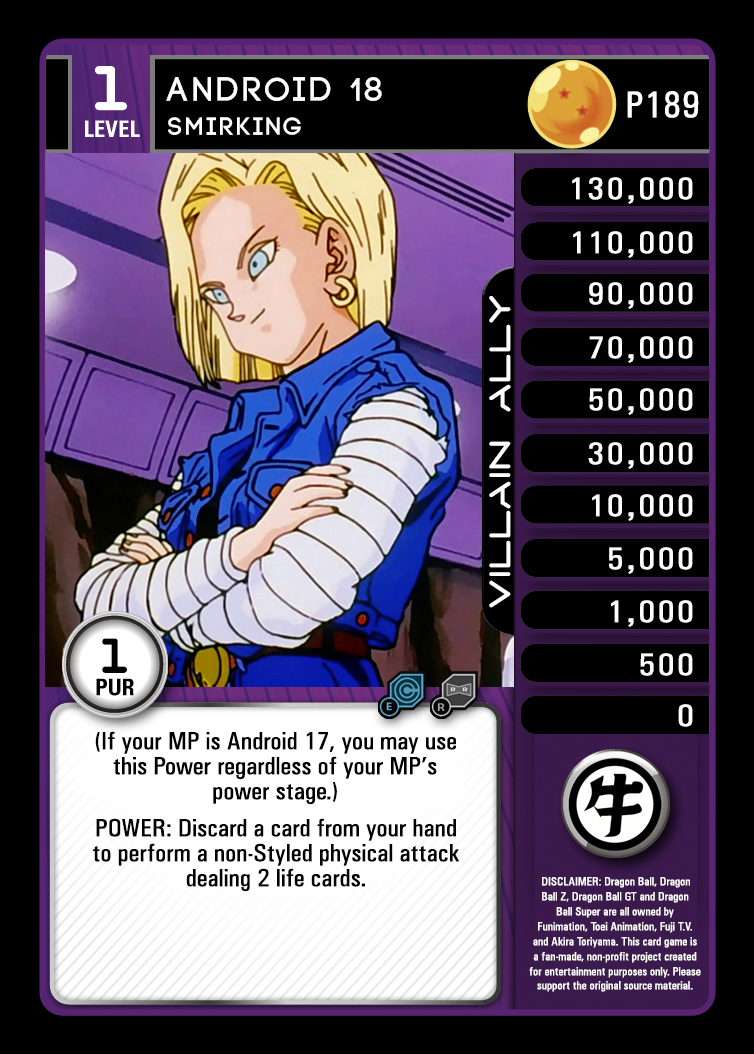 1
LEVEL
ANDROID 18
SMIRKING
P189
130,000
110,000
90,000
70,000
50,000
30,000
10,000
5,000
1,000
500
0
VILLAIN ALLY
1
PUR
E
R
R R
(If your MP is Android 17, you may use
this Power regardless of your MP's
power stage.)
POWER: Discard a card from your hand
to perform a non-Styled physical attack
dealing 2 life cards.
牛
DISCLAIMER: Dragon Ball, Dragon
Ball Z, Dragon Ball GT and Dragon
Ball Super are all owned by
Funimation, Toei Animation, Fuji T.V.
and Akira Toriyama. This card game is
a fan-made, non-profit project created
for entertainment purposes only. Please
support the original source material.